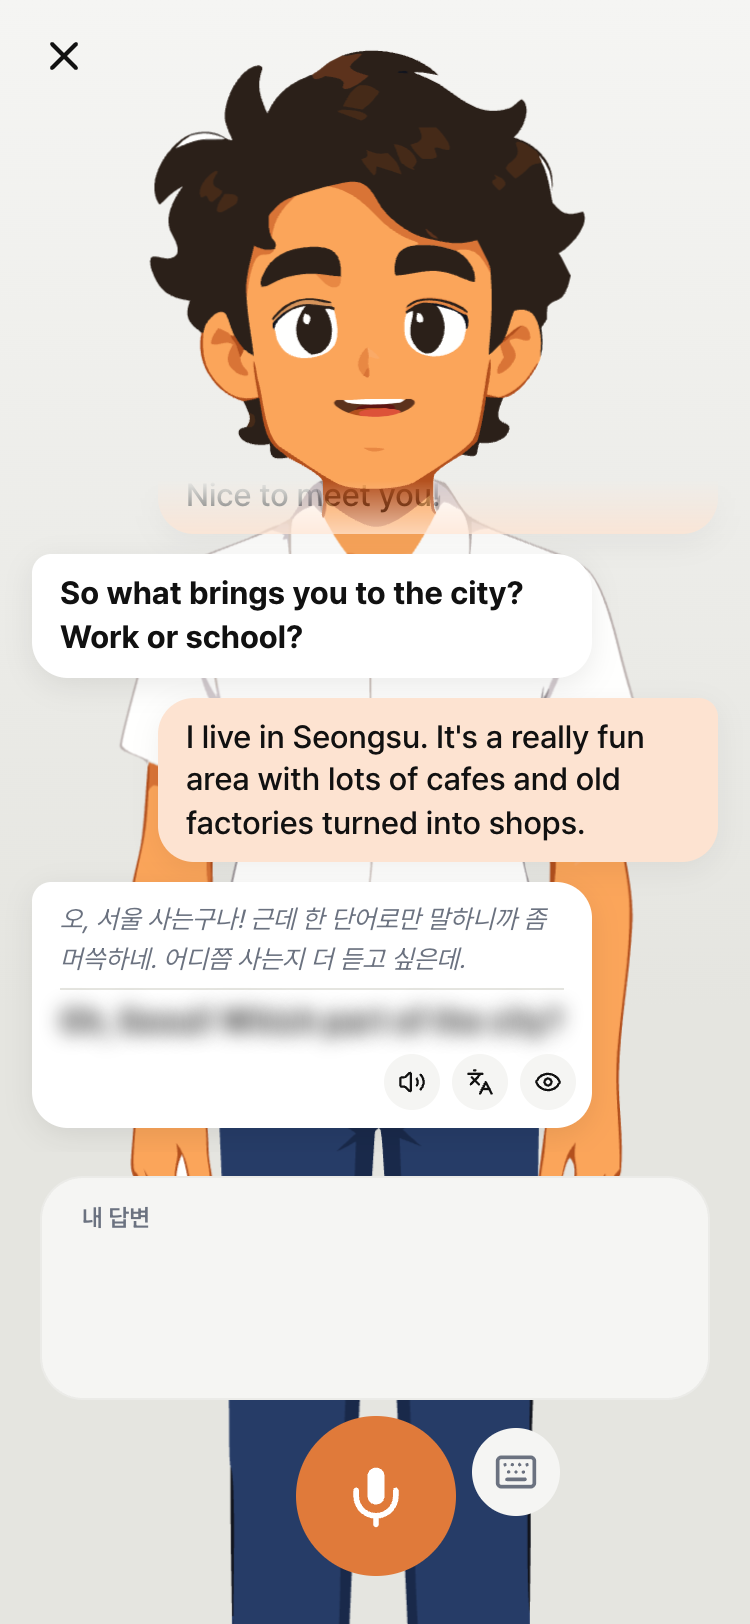 Nice to meet you!
So what brings you to the city?
Work or school?
I live in Seongsu. It's a really fun
area with lots of cafes and old
factories turned into shops.
오, 서울 사는구나! 근데 한 단어로만 말하니까 좀
머쓱하네. 어디쯤 사는지 더 듣고 싶은데.
내 답변